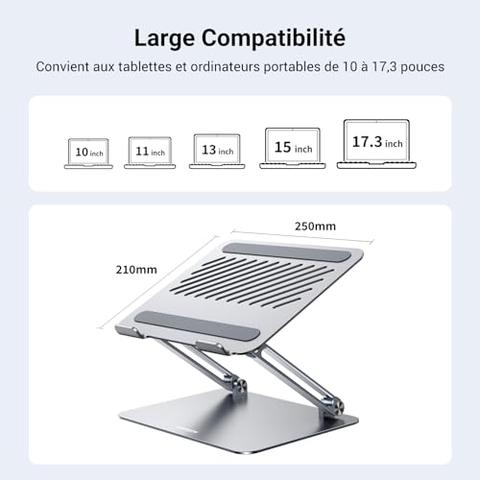 Large Compatibilité
Convient aux tablettes et ordinateurs portables de 10 à 17,3 pouces
10 inch
11 inch
13 inch
15 inch
17.3 inch
250mm
210mm